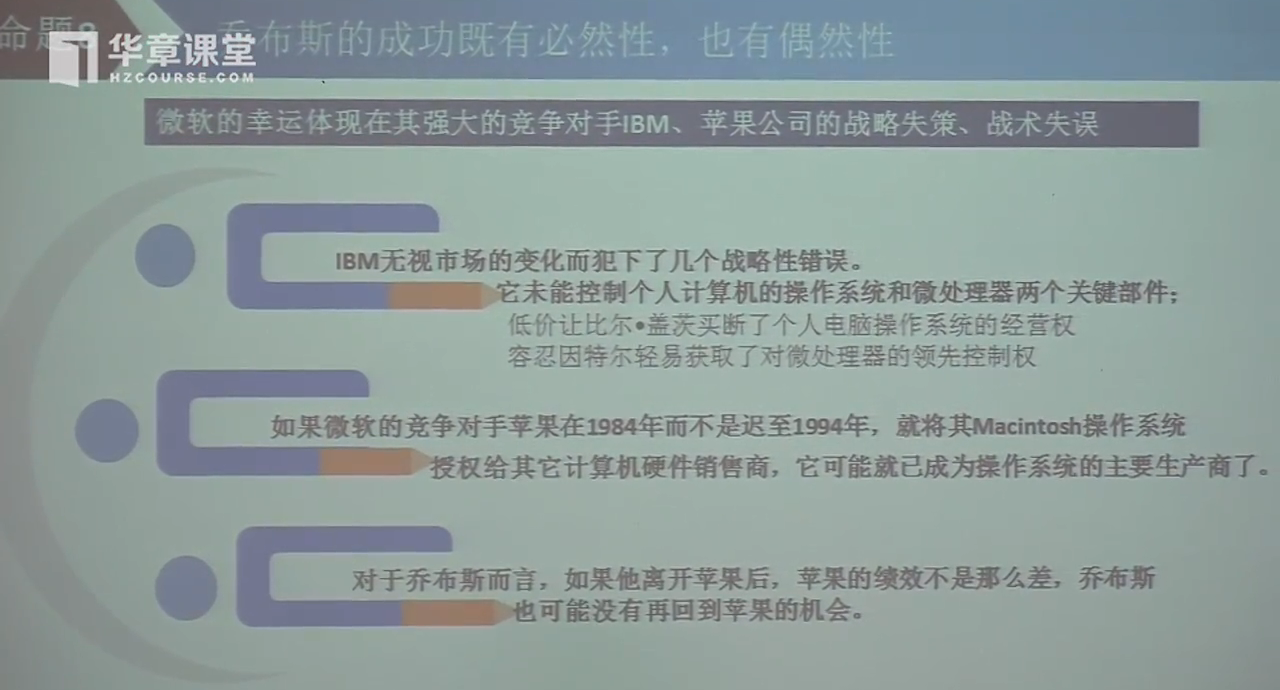 命题8
乔布斯的成功既有必然性，也有偶然性
华章课堂
HZCOURSE.COM
微软的幸运体现在其强大的竞争对手IBM、苹果公司的战略失策、战术失误
IBM无视市场的变化而犯下了几个战略性错误。
它未能控制个人计算机的操作系统和微处理器两个关键部件；
低价让比尔•盖茨买断了个人电脑操作系统的经营权
容忍因特尔轻易获取了对微处理器的领先控制权
如果微软的竞争对手苹果在1984年而不是迟至1994年，就将其Macintosh操作系统
授权给其它计算机硬件销售商，它可能就已成为操作系统的主要生产商了。
对于乔布斯而言，如果他离开苹果后，苹果的绩效不是那么差，乔布斯
也可能没有再回到苹果的机会。